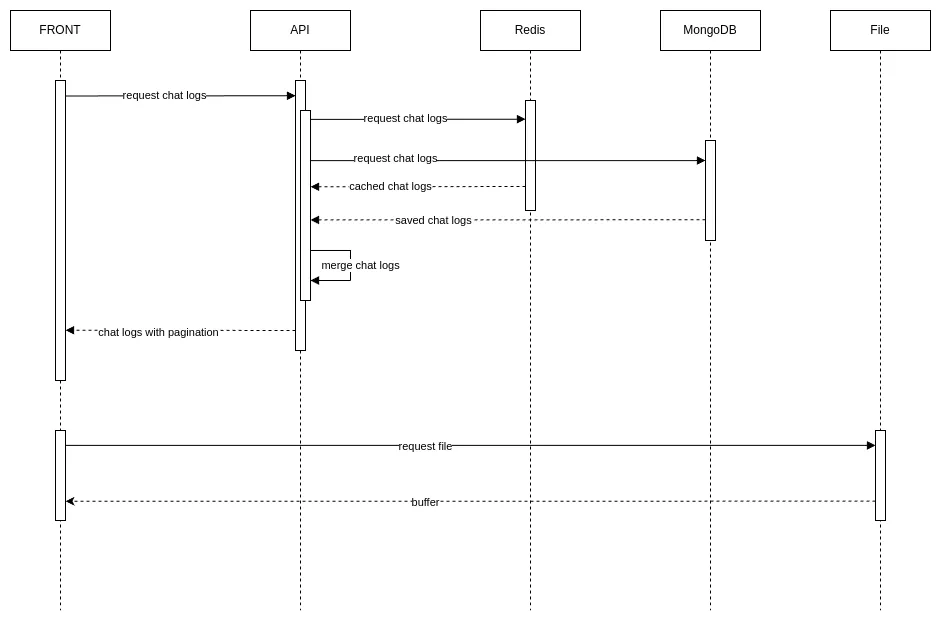 FRONT
API
Redis
MongoDB
File
request chat logs
request chat logs
request chat logs
cached chat logs
saved chat logs
merge chat logs
chat logs with pagination
request file
buffer